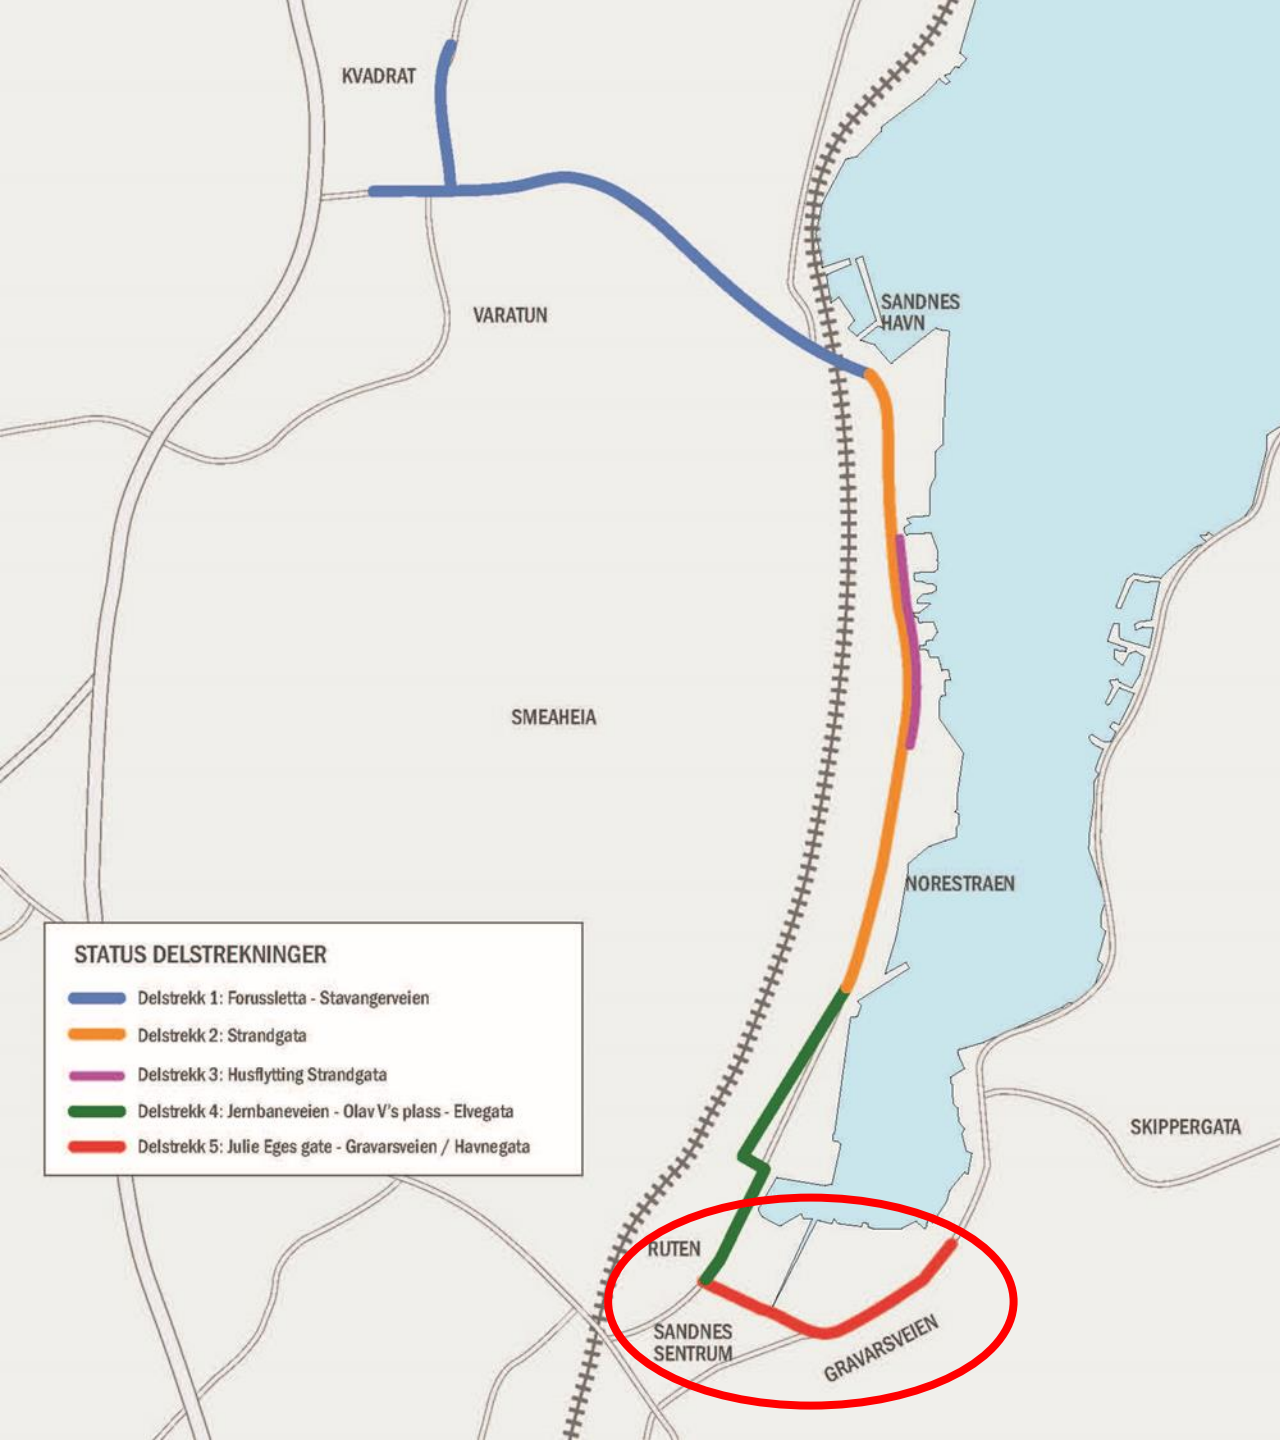 KVADRAT
SANDNES
HAVN
VARATUN
SMEAHEIA
NORESTRAEN
STATUS DELSTREKNINGER
Delstrekk 1: Forussletta - Stavangerveien
Delstrekk 2: Strandgata
Delstrekk 3: Husflytting Strandgata
Delstrekk 4: Jernbaneveien - Olav V's plass - Elvegata
Delstrekk 5: Julie Eges gate - Gravarsveien / Havnegata
SKIPPERGATA
RUTEN
SANDNES
SENTRUM
GRAVARSVEIEN